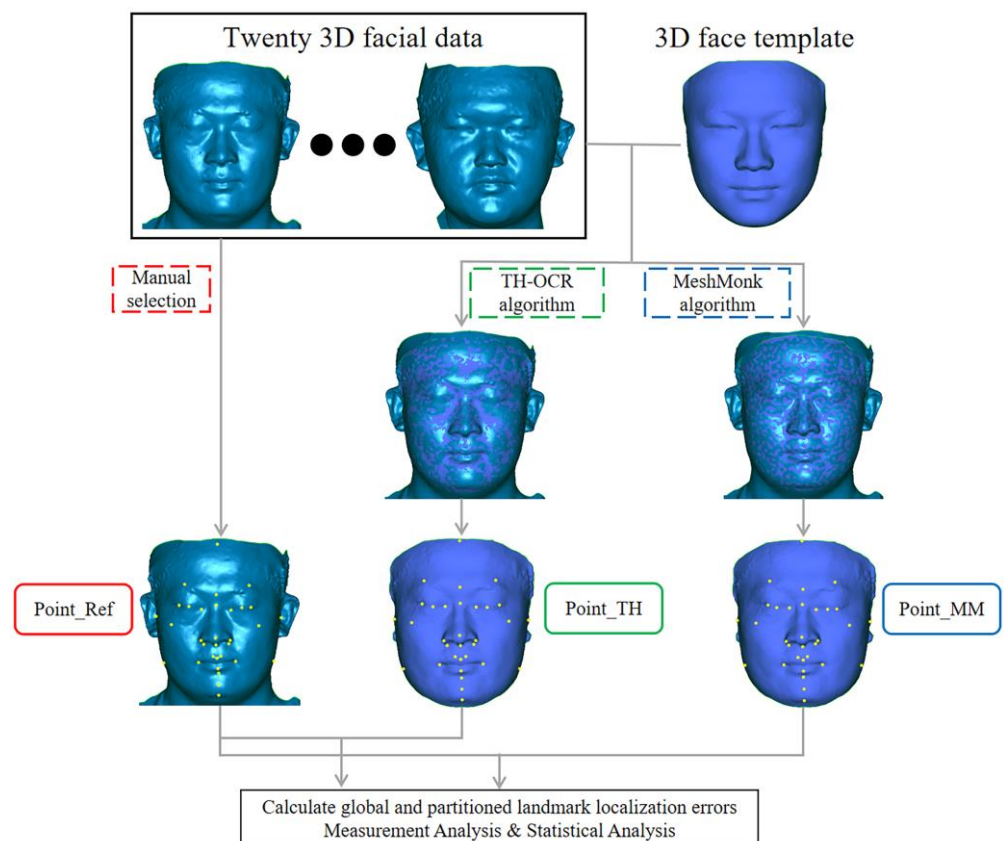 Twenty 3D facial data
3D face template
Manual
selection
TH-OCR
algorithm
MeshMonk
algorithm
Point_Ref
Point_TH
Point_MM
Calculate global and partitioned landmark localization errors
Measurement Analysis & Statistical Analysis